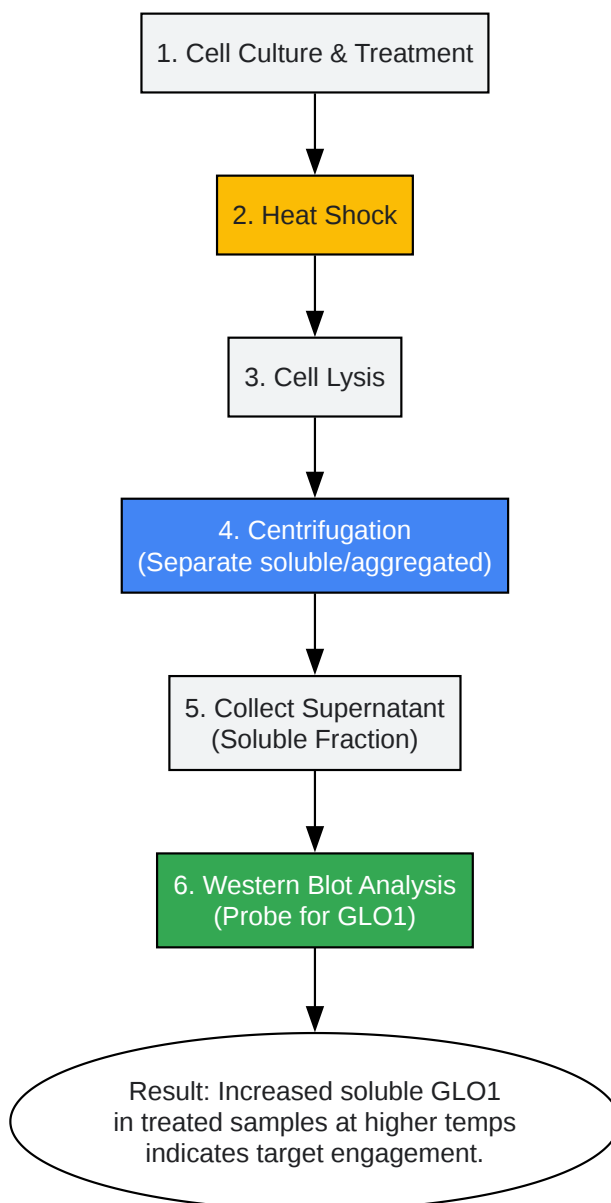 1. Cell Culture & Treatment
2. Heat Shock
3. Cell Lysis
4. Centrifugation
(Separate soluble/aggregated)
5. Collect Supernatant
(Soluble Fraction)
6. Western Blot Analysis
(Probe for GLO1)
Result: Increased soluble GLO1
in treated samples at higher temps
indicates target engagement.